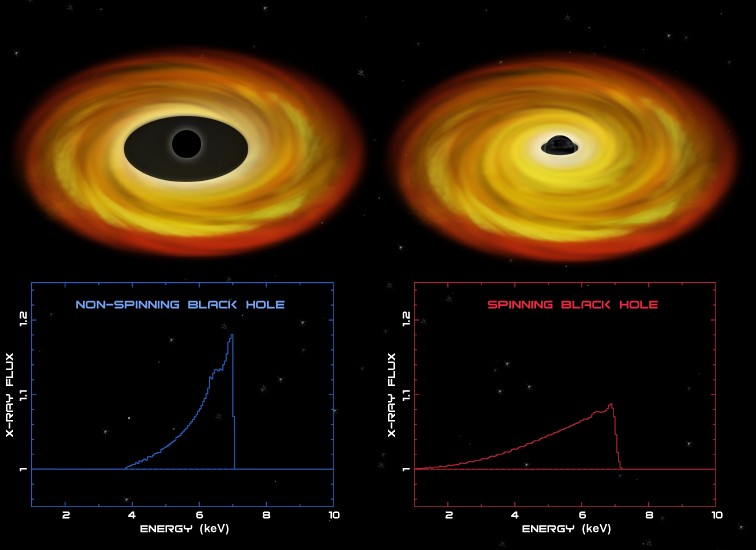 NON-SPINNING BLACK HOLE
1.2
1.1
1
X-RAY FLUX
2 4 6 8 10
ENERGY (keV)
SPINNING BLACK HOLE
1.2
1.1
1
X-RAY FLUX
2 4 6 8 10
ENERGY (keV)